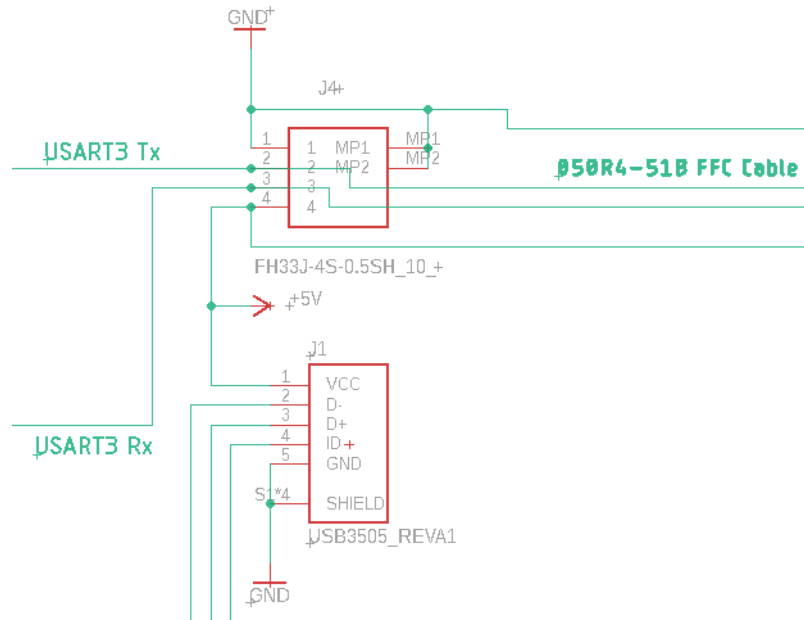 GND
J4
1
2
3
4
1
2
3
4
MP1
MP2
MP1
MP2
USART3 Tx
050R4-51B FFC Cable
FH33J-4S-0.5SH_10_
+5V
J1
1
2
3
4
5
S1*4
VCC
D-
D+
ID
GND
SHIELD
USART3 Rx
USB3505_REVA1
GND